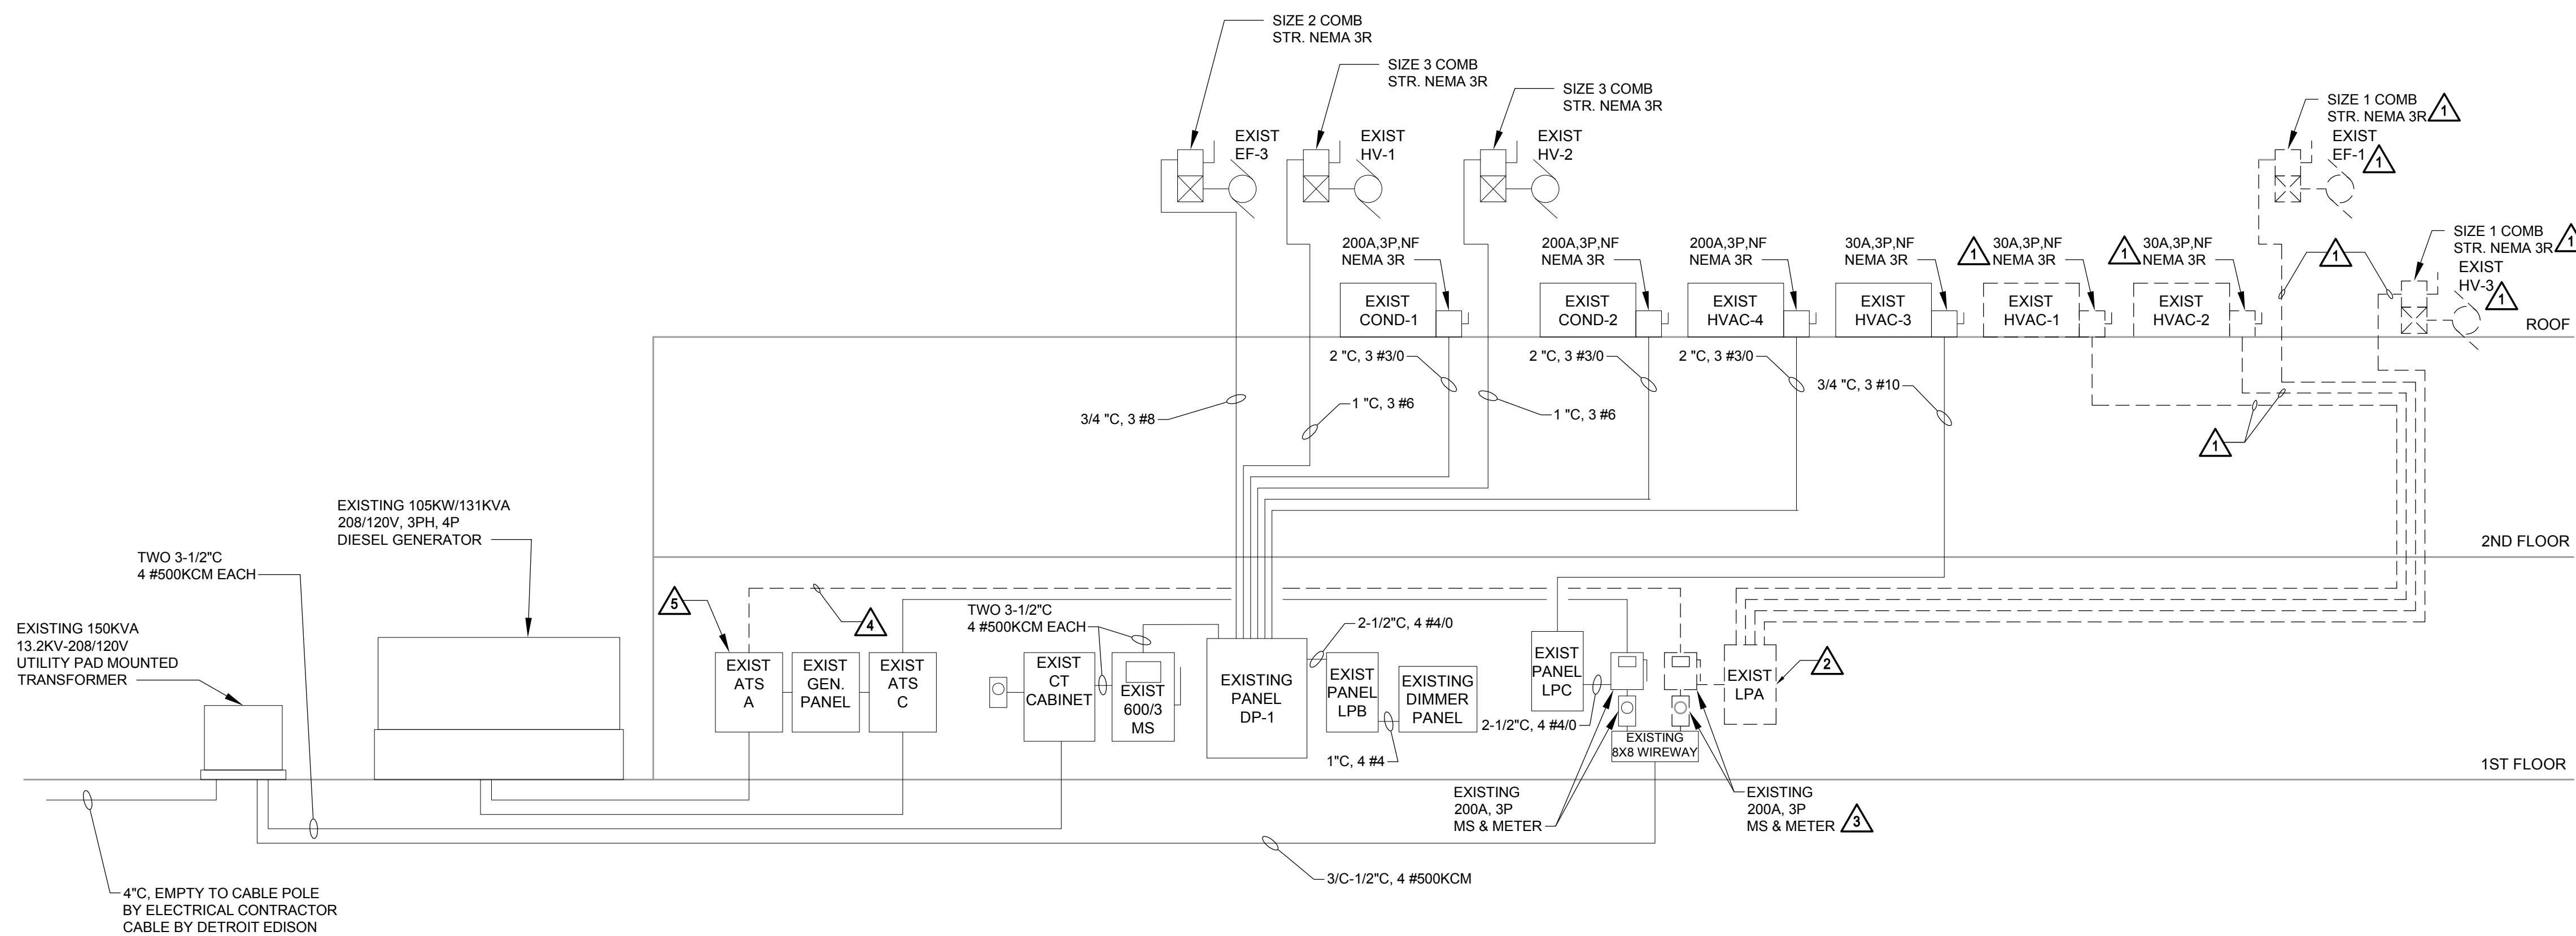 SIZE 2 COMB
STR. NEMA 3R
SIZE 3 COMB
STR. NEMA 3R
SIZE 3 COMB
STR. NEMA 3R
SIZE 1 COMB
STR. NEMA 3R
1
EXIST
EF-3
EXIST
HV-1
EXIST
HV-2
EXIST
EF-1
1
200A,3P,NF
NEMA 3R
200A,3P,NF
NEMA 3R
200A,3P,NF
NEMA 3R
30A,3P,NF
NEMA 3R
1
30A,3P,NF
NEMA 3R
1
30A,3P,NF
NEMA 3R
1
SIZE 1 COMB
STR. NEMA 3R
1
EXIST
HV-3
1
EXIST
COND-1
EXIST
COND-2
EXIST
HVAC-4
EXIST
HVAC-3
EXIST
HVAC-1
EXIST
HVAC-2
ROOF
2 "C, 3 #3/0
2 "C, 3 #3/0
2 "C, 3 #3/0
3/4 "C, 3 #10
3/4 "C, 3 #8
1 "C, 3 #6
1 "C, 3 #6
1
EXISTING 105KW/131KVA
208/120V, 3PH, 4P
DIESEL GENERATOR
2ND FLOOR
TWO 3-1/2"C
4 #500KCM EACH
5
4
TWO 3-1/2"C
4 #500KCM EACH
2-1/2"C, 4 #4/0
EXISTING 150KVA
13.2KV-208/120V
UTILITY PAD MOUNTED
TRANSFORMER
EXIST
ATS
A
EXIST
GEN.
PANEL
EXIST
ATS
C
EXIST
CT
CABINET
EXIST
600/3
MS
EXISTING
PANEL
DP-1
EXIST
PANEL
LPB
EXISTING
DIMMER
PANEL
EXIST
PANEL
LPC
EXIST
LPA
2
2-1/2"C, 4 #4/0
1"C, 4 #4
EXISTING
8X8 WIREWAY
1ST FLOOR
EXISTING
200A, 3P
MS & METER
EXISTING
200A, 3P
MS & METER
3
3/C-1/2"C, 4 #500KCM
4"C, EMPTY TO CABLE POLE
BY ELECTRICAL CONTRACTOR
CABLE BY DETROIT EDISON